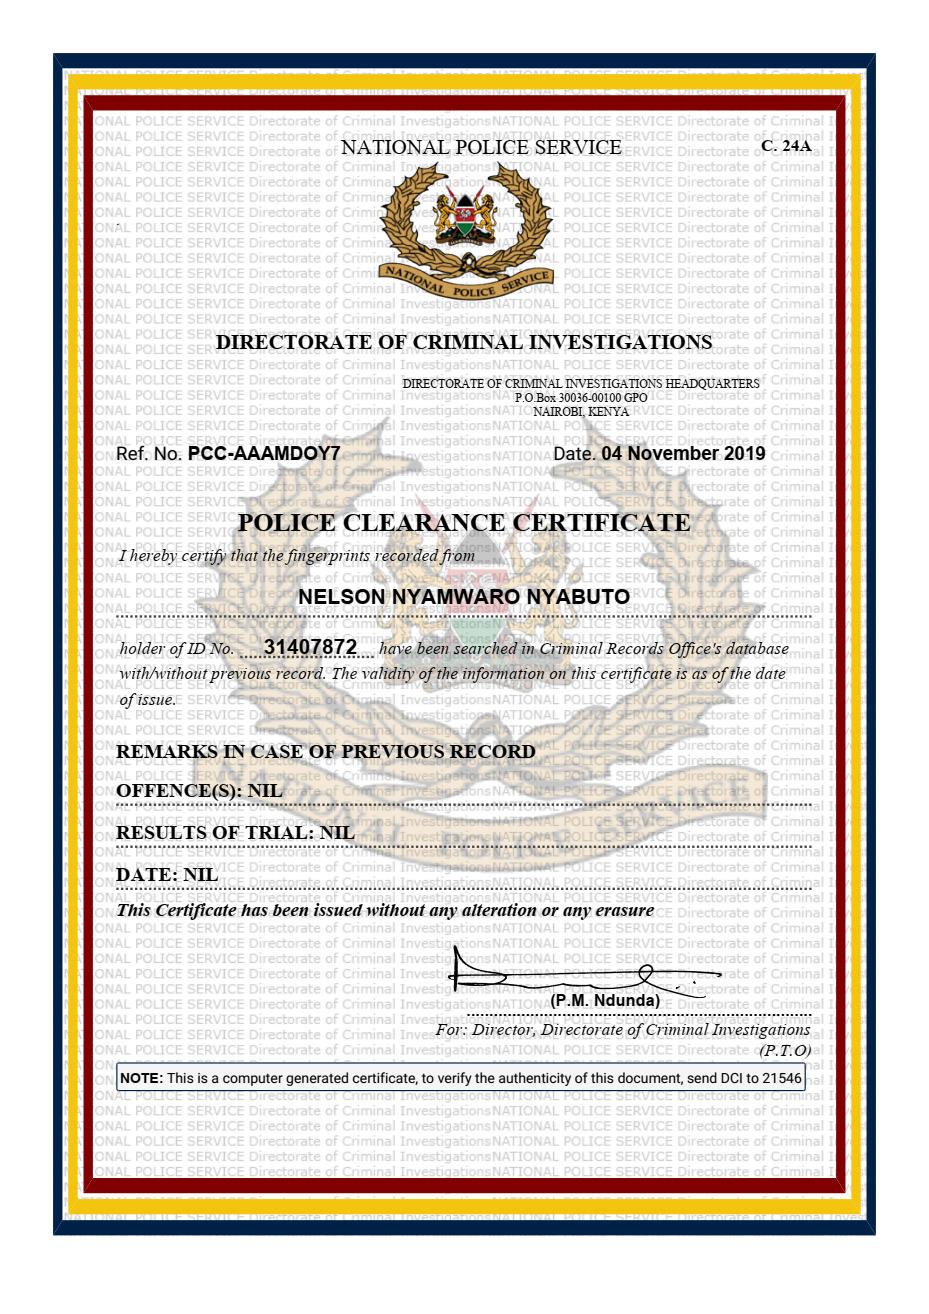 NATIONAL POLICE SERVICE
C. 24A
NATIONAL POLICE SERVICE
DIRECTORATE OF CRIMINAL INVESTIGATIONS
DIRECTORATE OF CRIMINAL INVESTIGATIONS HEADQUARTERS
P.O.Box 30036-00100 GPO
NAIROBI, KENYA
Ref. No. PCC-AAAMDOY7
Date. 04 November 2019
POLICE CLEARANCE CERTIFICATE
I hereby certify that the fingerprints recorded from
NELSON NYAMWARO NYABUTO
holder of ID No. 31407872 have been searched in Criminal Records Office's database
with/without previous record. The validity of the information on this certificate is as of the date
of issue.
REMARKS IN CASE OF PREVIOUS RECORD
OFFENCE(S): NIL
RESULTS OF TRIAL: NIL
DATE: NIL
This Certificate has been issued without any alteration or any erasure
(P.M. Ndunda)
For: Director, Directorate of Criminal Investigations
(P.T.O)
NOTE: This is a computer generated certificate, to verify the authenticity of this document, send DCI to 21546